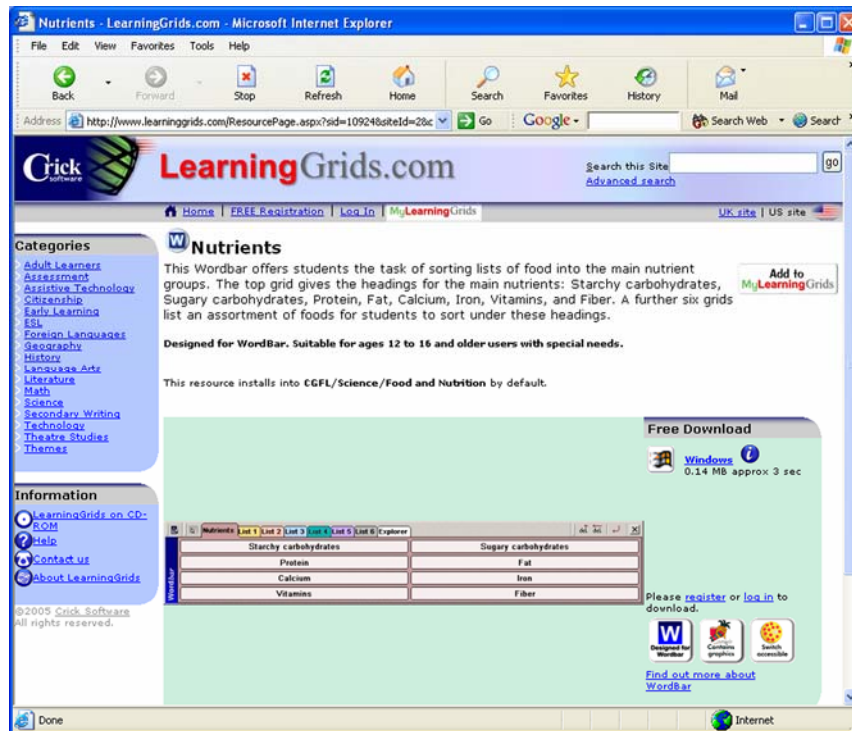 Nutrients - LearningGrids.com - Microsoft Internet Explorer
File Edit View Favorites Tools Help
Back Forward Stop Refresh Home Search Favorites History Mail
Address http://www.learninggrids.com/ResourcePage.aspx?sid=10924&siteId=2&c Go Google Search Web Search
Crick Software
LearningGrids.com
Search this Site go
Advanced search
Home | FREE Registration | Log In | MyLearningGrids UK site | US site
Categories
Adult Learners
Assessment
Assistive Technology
Citizenship
Early Learning
ESL
Foreign Languages
Geography
History
Language Arts
Literature
Math
Science
Secondary Writing
Technology
Theatre Studies
Themes
Information
LearningGrids on CD-
ROM
Help
Contact us
About LearningGrids
©2005 Crick Software
All rights reserved.
W Nutrients
This Wordbar offers students the task of sorting lists of food into the main nutrient
groups. The top grid gives the headings for the main nutrients: Starchy carbohydrates,
Sugary carbohydrates, Protein, Fat, Calcium, Iron, Vitamins, and Fiber. A further six grids
list an assortment of foods for students to sort under these headings.
Add to
MyLearningGrids
Designed for WordBar. Suitable for ages 12 to 16 and older users with special needs.
This resource installs into CGFL/Science/Food and Nutrition by default.
Nutrients List 1 List 2 List 3 List 4 List 5 List 6 Explorer
Wordbar
Starchy carbohydrates Sugary carbohydrates
Protein Fat
Calcium Iron
Vitamins Fiber
Free Download
Windows
0.14 MB approx 3 sec
Please register or log in to
download.
W
Designed for Wordbar
Contains graphics
Switch accessible
Find out more about
WordBar
Done Internet